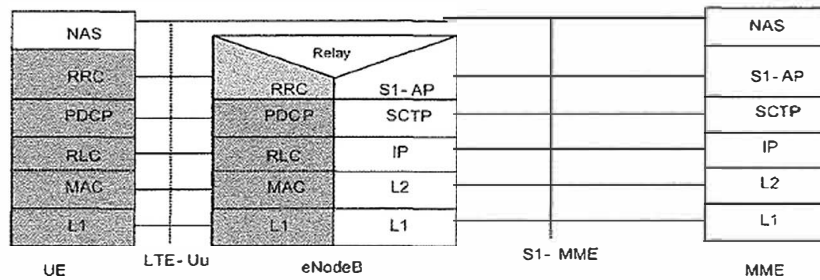 NAS
RRC
PDCP
RLC
MAC
L1
UE
LTE- Uu
Relay
RRC
PDCP
RLC
MAC
L1
S1- AP
SCTP
IP
L2
L1
eNodeB
S1- MME
NAS
S1- AP
SCTP
IP
L2
L1
MME